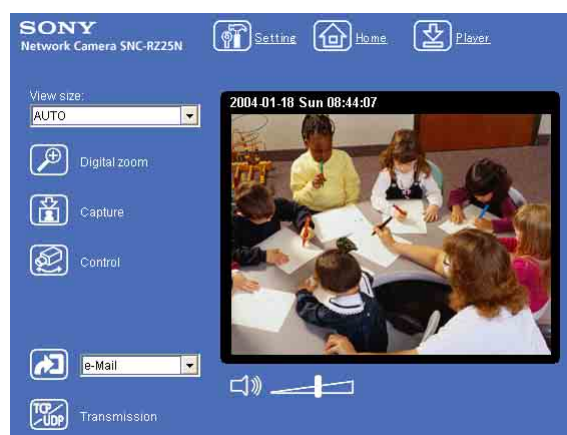 SONY
Network Camera SNC-RZ25N
Setting Home Player
View size:
AUTO
2004-01-18 Sun 08:44:07
Digital zoom
Capture
Control
e-Mail
TCP/UDP
Transmission